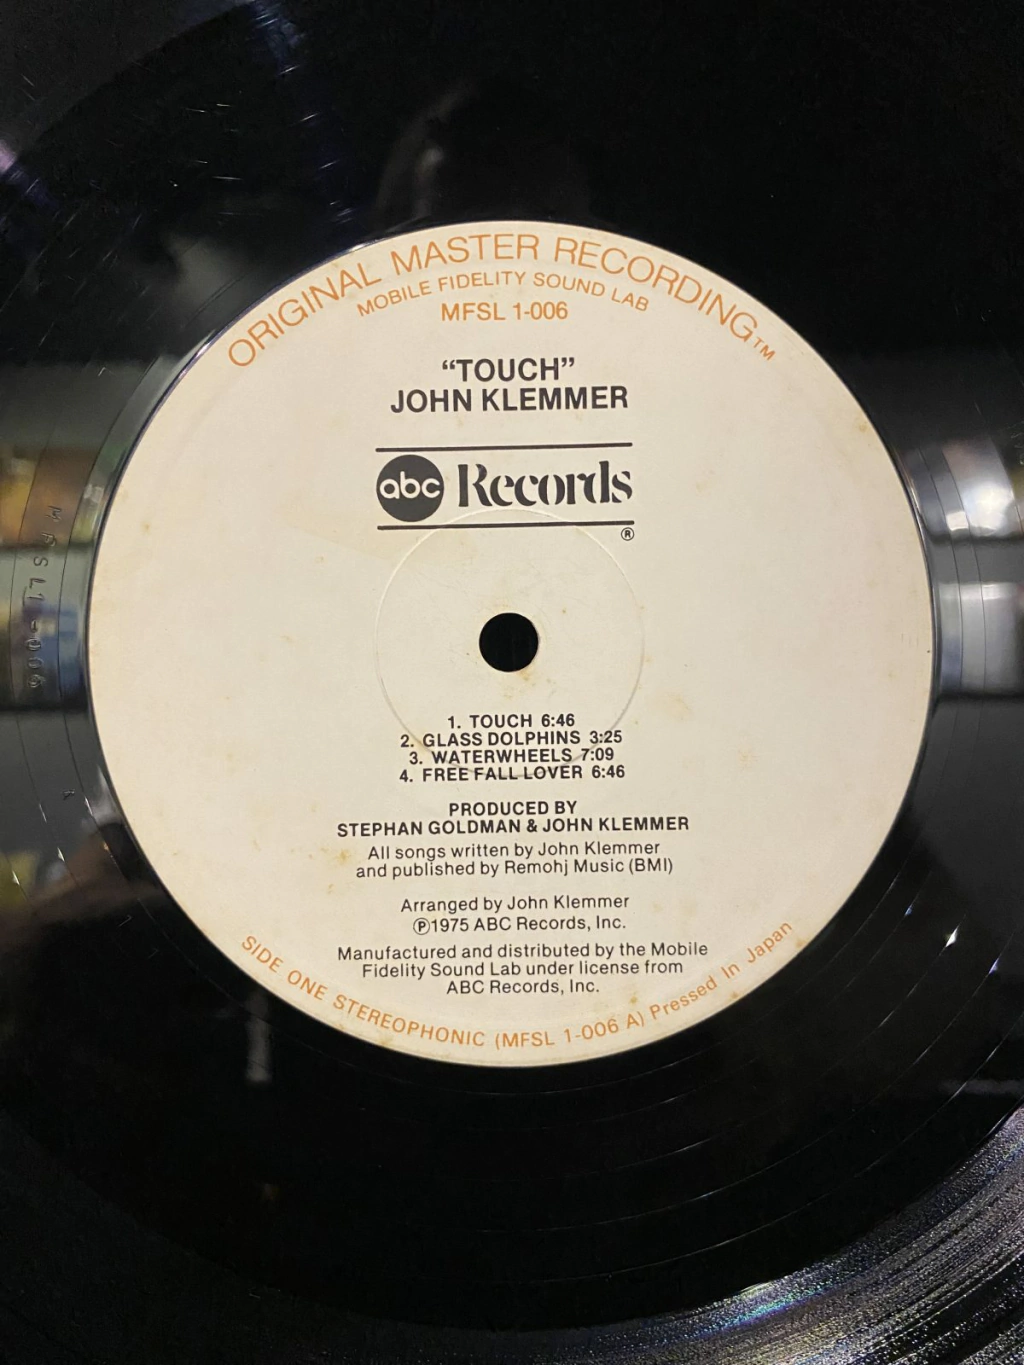 ORIGINAL MASTER RECORDING™
MOBILE FIDELITY SOUND LAB
MFSL 1-006
“TOUCH”
JOHN KLEMMER
abc Records
®
1. TOUCH 6:46
2. GLASS DOLPHINS 3:25
3. WATERWHEELS 7:09
4. FREE FALL LOVER 6:46
PRODUCED BY
STEPHAN GOLDMAN & JOHN KLEMMER
All songs written by John Klemmer
and published by Remohj Music (BMI)
Arranged by John Klemmer
℗1975 ABC Records, Inc.
Manufactured and distributed by the Mobile
Fidelity Sound Lab under license from
ABC Records, Inc.
SIDE ONE STEREOPHONIC (MFSL 1-006 A) Pressed In Japan
MFSL1-006